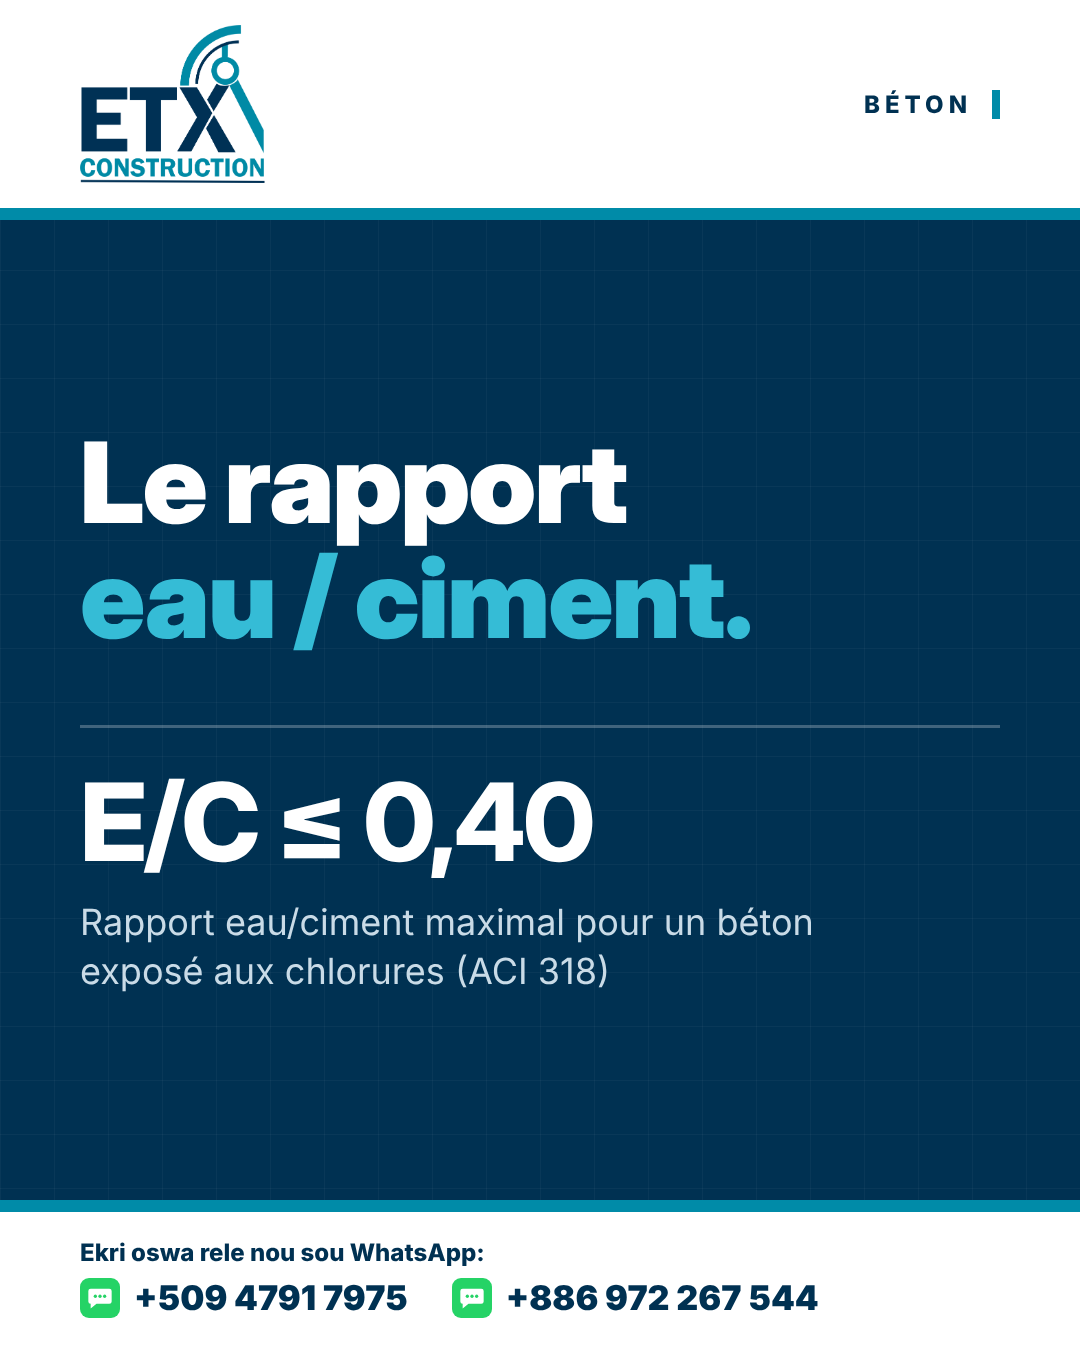 ETX
CONSTRUCTION
BÉTON
Le rapport
eau / ciment.
E/C ≤ 0,40
Rapport eau/ciment maximal pour un béton
exposé aux chlorures (ACI 318)
Ekri oswa rele nou sou WhatsApp:
+509 4791 7975
+886 972 267 544